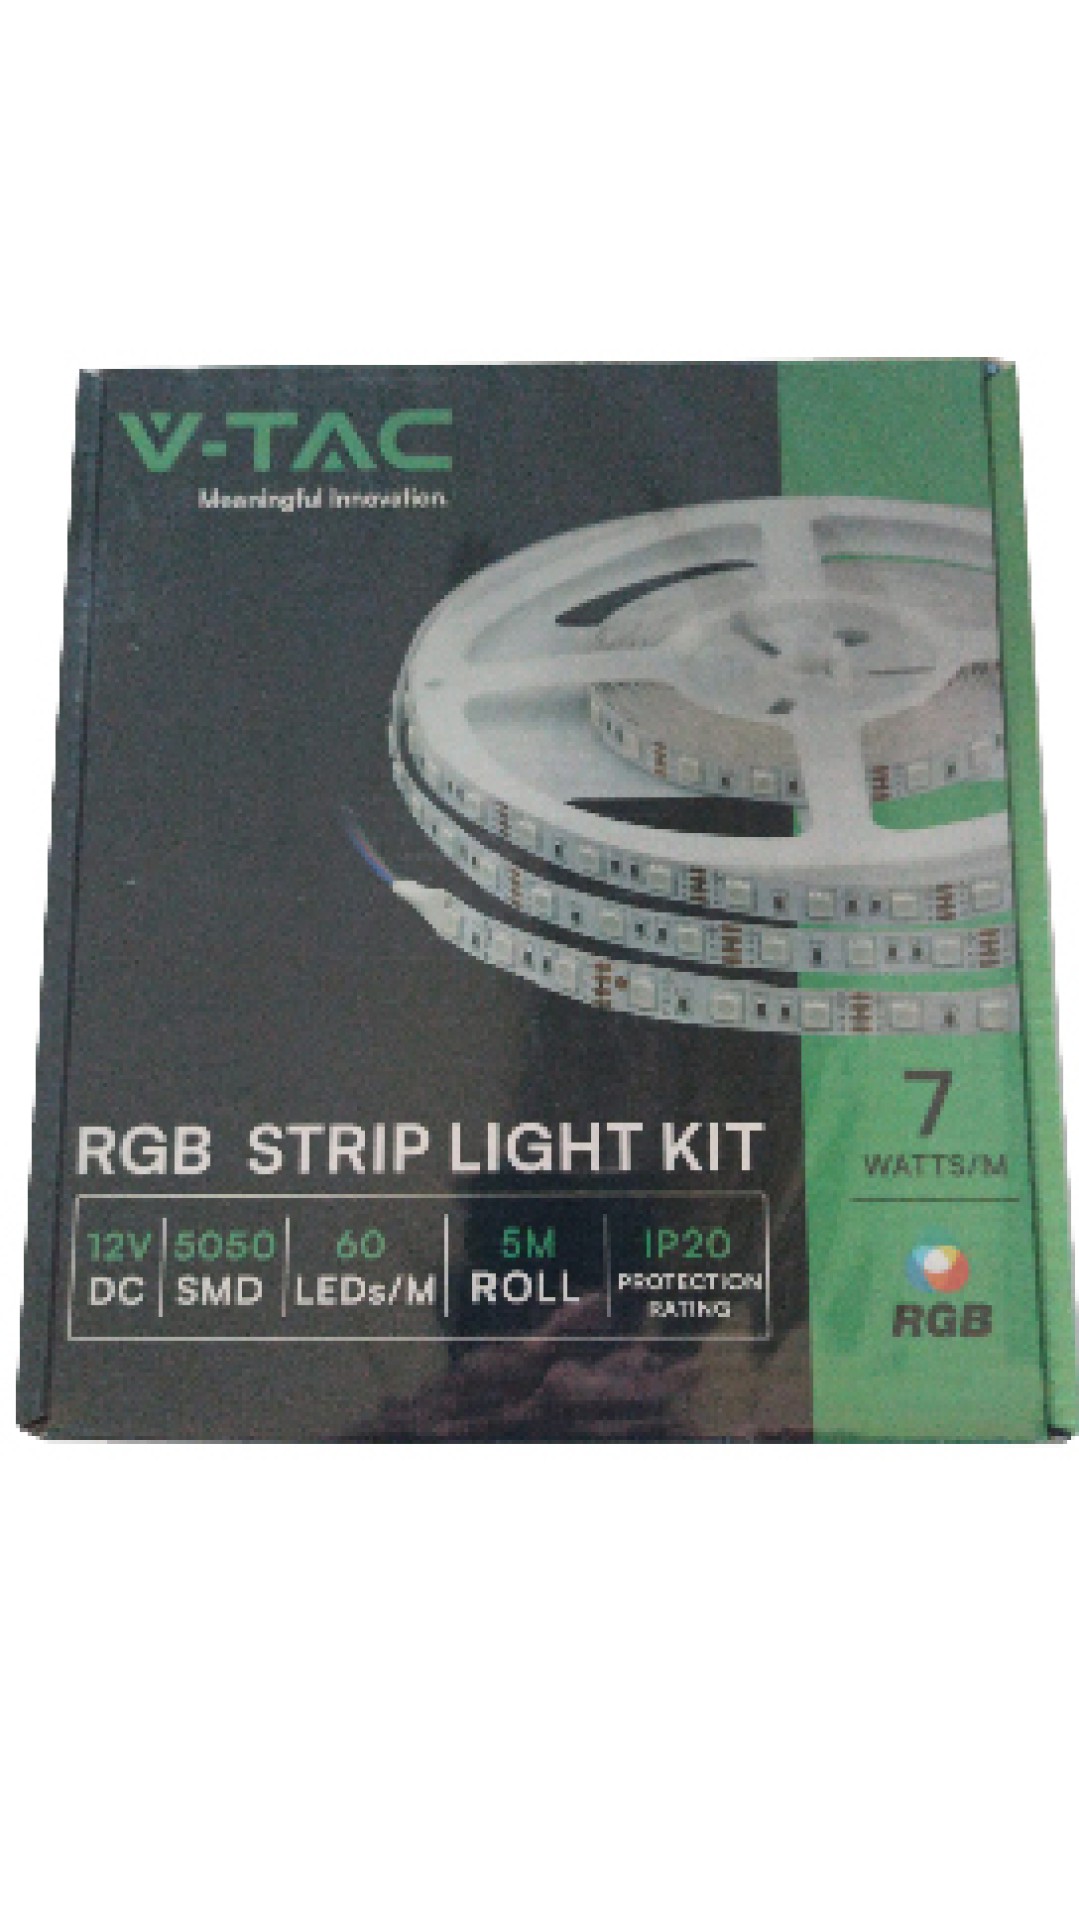 V-TAC
Meaningful Innovation.
RGB STRIP LIGHT KIT
12V DC
5050 SMD
60 LEDs/M
5M ROLL
IP20 PROTECTION RATING
7
WATTS/M
RGB